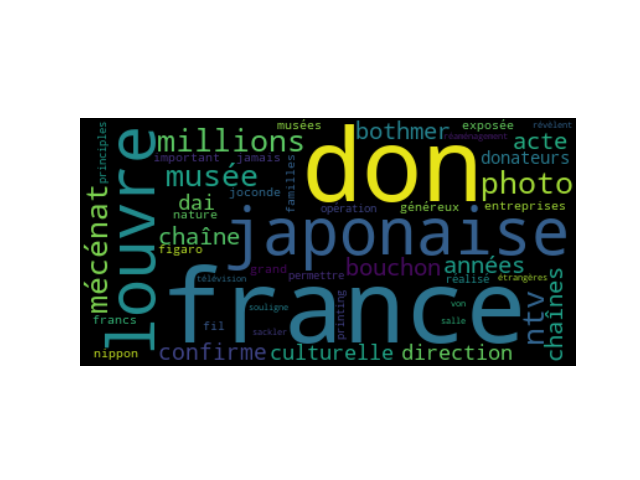 principles
musées
bothmer
exposée
révèlent
louvre
millions
don
réaménagement
acte
important
jamais
donateurs
musée
familles
photo
joconde
mécénat
dai
nature
opération
généreux
entreprises
japonaise
chaîne
figaro
grand
bouchon
années
france
télévision
permettre
réalisé
étrangères
chaînes
ntv
souligne
printing
von
francs
fil
sackler
salle
nippon
confirme
culturelle
direction